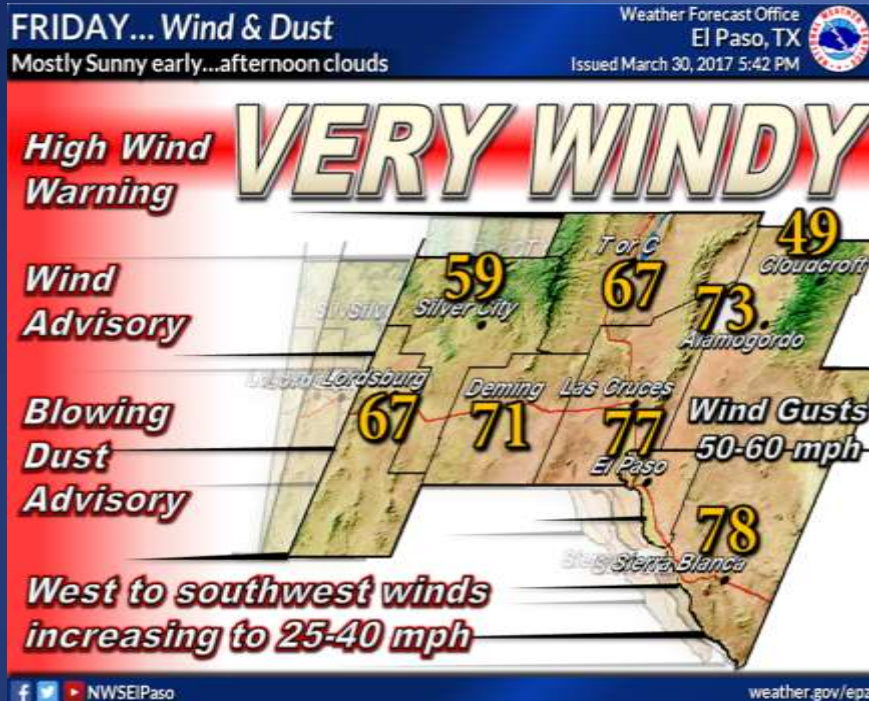 FRIDAY... Wind & Dust
Mostly Sunny early...afternoon clouds
Weather Forecast Office
El Paso, TX
Issued March 30, 2017 5:42 PM
VERY WINDY
High Wind
Warning
Wind
Advisory
Blowing
Dust
Advisory
49
Cloudcroft
T or C
67
59
Silver City
73
Alamogordo
Lordsburg
67
Deming
71
Las Cruces
77
El Paso
Wind Gusts
50-60 mph
78
Sierra Blanca
West to southwest winds
increasing to 25-40 mph
NWSElPaso
weather.gov/epz